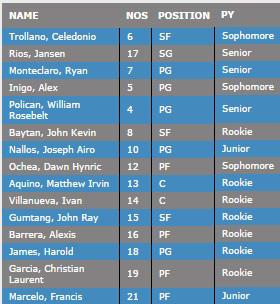 NAME NOS POSITION PY
Trollano, Celedonio 6 SF Sophomore
Rios, Jansen 17 SG Senior
Monteclaro, Ryan 7 PG Senior
Inigo, Alex 5 PG Sophomore
Polican, William Rosebelt 4 PG Senior
Baytan, John Kevin 8 SF Rookie
Nallos, Joseph Airo 10 PG Junior
Ochea, Dawn Hynric 12 PF Sophomore
Aquino, Matthew Irvin 13 C Rookie
Villanueva, Ivan 14 C Rookie
Gumtang, John Ray 15 SF Rookie
Barrera, Alexis 16 PF Rookie
James, Harold 18 PG Rookie
Garcia, Christian Laurent 19 PF Rookie
Marcelo, Francis 21 PF Junior